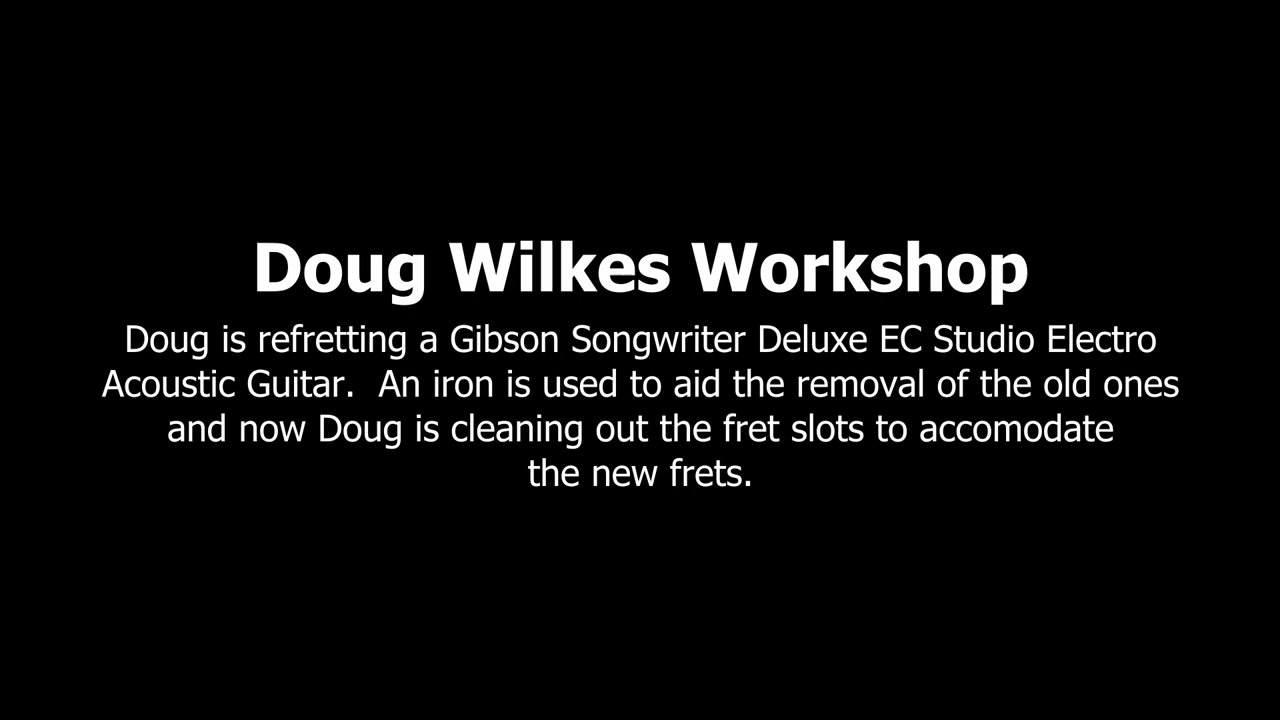 Doug Wilkes Workshop
Doug is refretting a Gibson Songwriter Deluxe EC Studio Electro
Acoustic Guitar.  An iron is used to aid the removal of the old ones
and now Doug is cleaning out the fret slots to accomodate
the new frets.